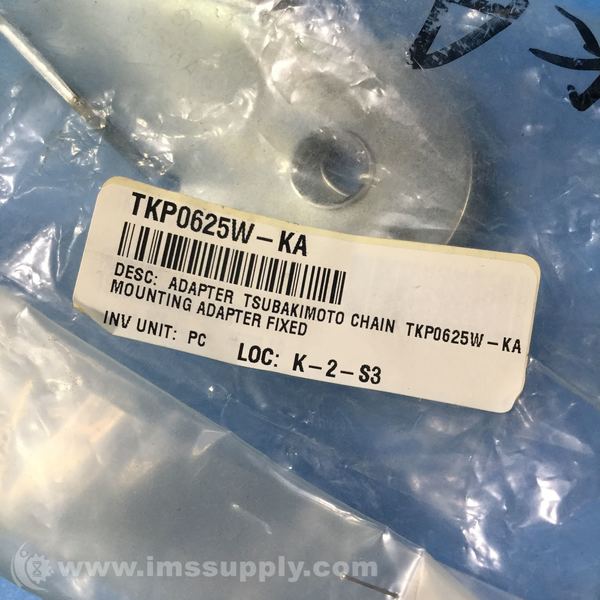 TKP0625W-KA
DESC: ADAPTER TSUBAKIMOTO CHAIN TKP0625W-KA
MOUNTING ADAPTER FIXED
INV UNIT: PC
LOC: K-2-S3
www.imssupply.com